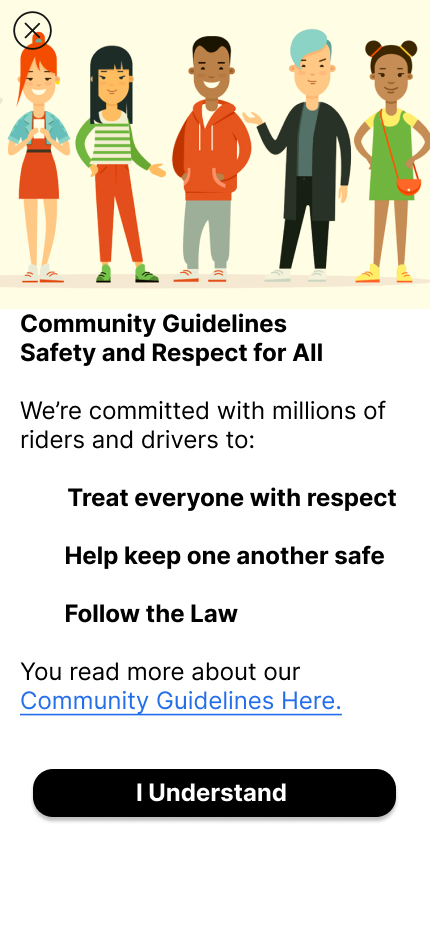 Community Guidelines
Safety and Respect for All
We’re committed with millions of
riders and drivers to:
Treat everyone with respect
Help keep one another safe
Follow the Law
You read more about our
Community Guidelines Here.
I Understand